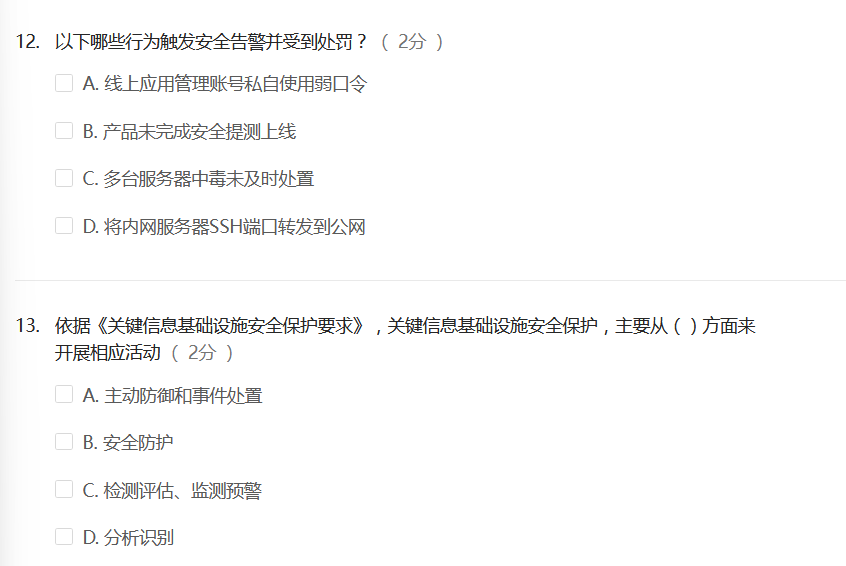 12. 以下哪些行为触发安全告警并受到处罚？（ 2分 ）
A. 线上应用管理账号私自使用弱口令
B. 产品未完成安全提测上线
C. 多台服务器中毒未及时处置
D. 将内网服务器SSH端口转发到公网
13. 依据《关键信息基础设施安全保护要求》，关键信息基础设施安全保护，主要从（ ）方面来
开展相应活动（ 2分 ）
A. 主动防御和事件处置
B. 安全防护
C. 检测评估、监测预警
D. 分析识别